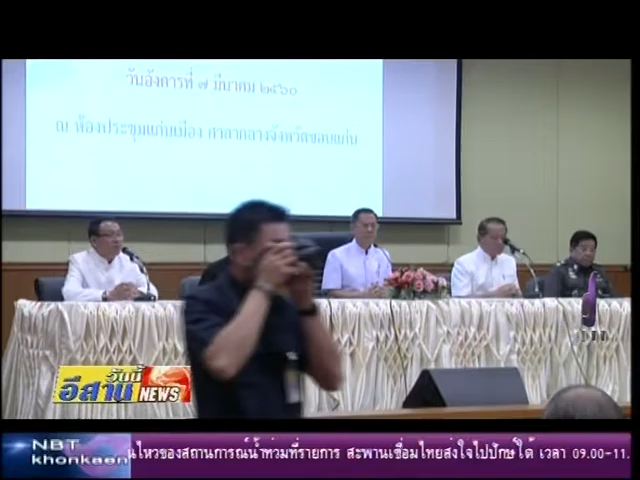 วันอังคารที่ ๗ มีนาคม ๒๕๖๐
ณ ห้องประชุมแก่นเมือง ศาลากลางจังหวัดขอนแก่น
วันนี้
อีสาน NEWS
NBT
khonkaen
นไหวของสถานการณ์น้ำท่วมที่รายการ สะพานเชื่อมไทยส่งใจไปปักษ์ใต้ เวลา 09.00-11.